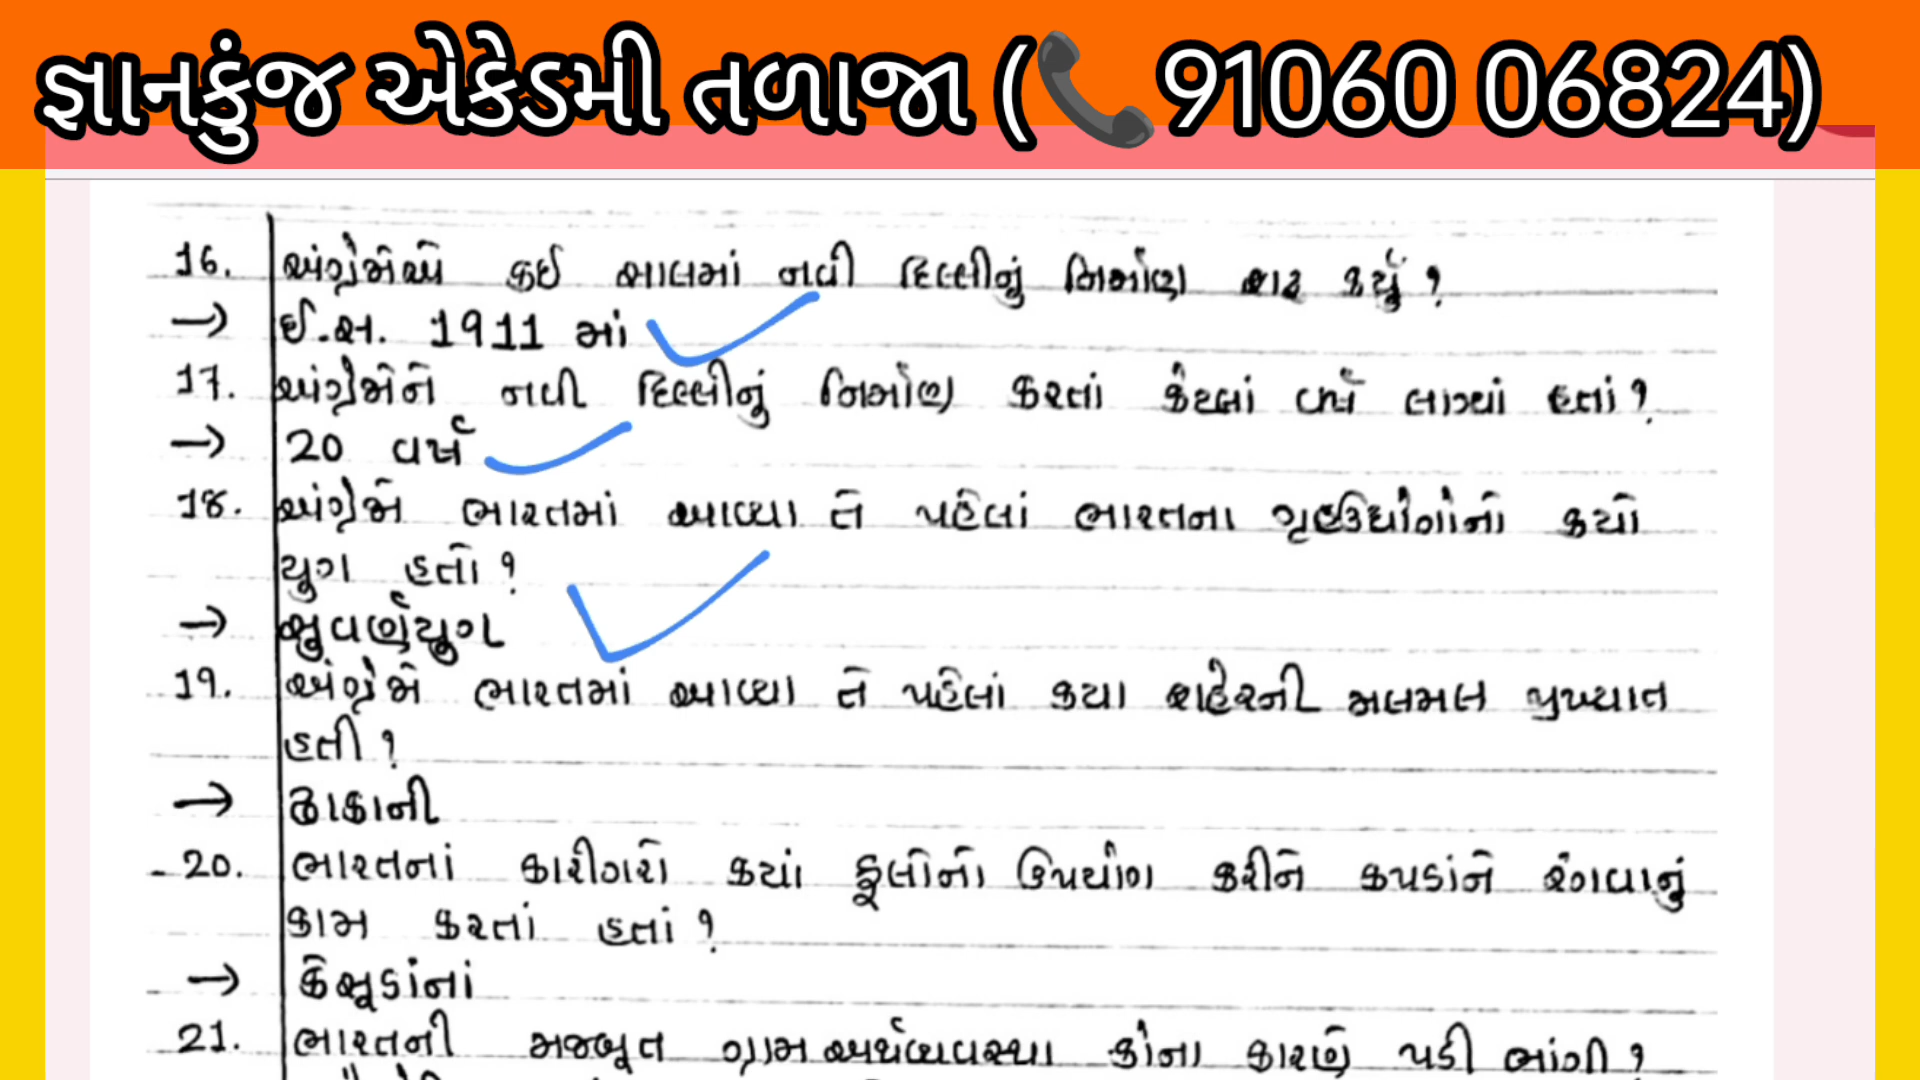 જ્ઞાનકુંજ એકેડમી તળાજા (📞91060 06824)
16. અંગ્રેજોએ કઈ સાલમાં નવી દિલ્લીનું નિર્માણ શરૂ કર્યું ?
→ ઈ.સ. 1911 માં
17. અંગ્રેજોને નવી દિલ્લીનું નિર્માણ કરતાં કેટલાં વર્ષ લાગ્યાં હતાં ?
→ 20 વર્ષ
18. અંગ્રેજો ભારતમાં આવ્યા તે પહેલાં ભારતના ગૃહઉદ્યોગોનો કયો
યુગ હતો ?
→ સુવર્ણયુગ
19. અંગ્રેજો ભારતમાં આવ્યા તે પહેલાં કયા શહેરની મલમલ પ્રખ્યાત
હતી ?
→ ઢાકાની
20. ભારતનાં કારીગરો કયાં ફૂલોનો ઉપયોગ કરીને કપડાંને રંગવાનું
કામ કરતાં હતાં ?
→ કેસૂડાંનાં
21. ભારતની મજબૂત ગ્રામ અર્થવ્યવસ્થા કોના કારણે પડી ભાંગી ?